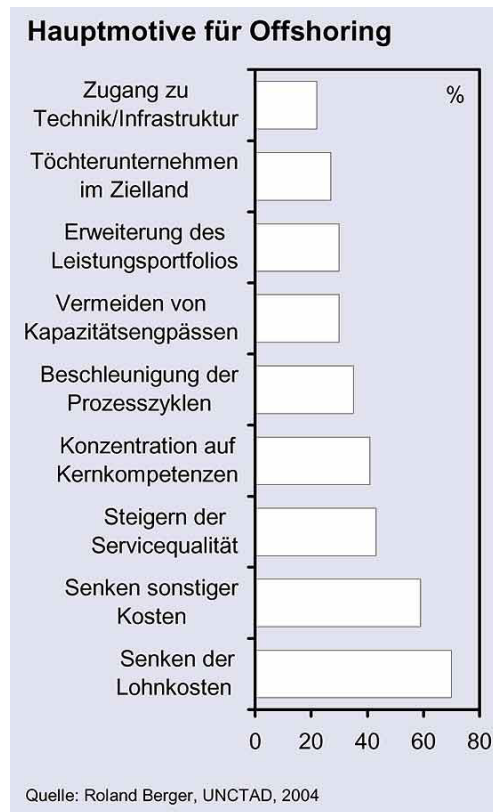 Hauptmotive für Offshoring
%
Zugang zu
Technik/Infrastruktur
Töchterunternehmen
im Zielland
Erweiterung des
Leistungsportfolios
Vermeiden von
Kapazitätsengpässen
Beschleunigung der
Prozesszyklen
Konzentration auf
Kernkompetenzen
Steigern der
Servicequalität
Senken sonstiger
Kosten
Senken der
Lohnkosten
0 20 40 60 80
Quelle: Roland Berger, UNCTAD, 2004